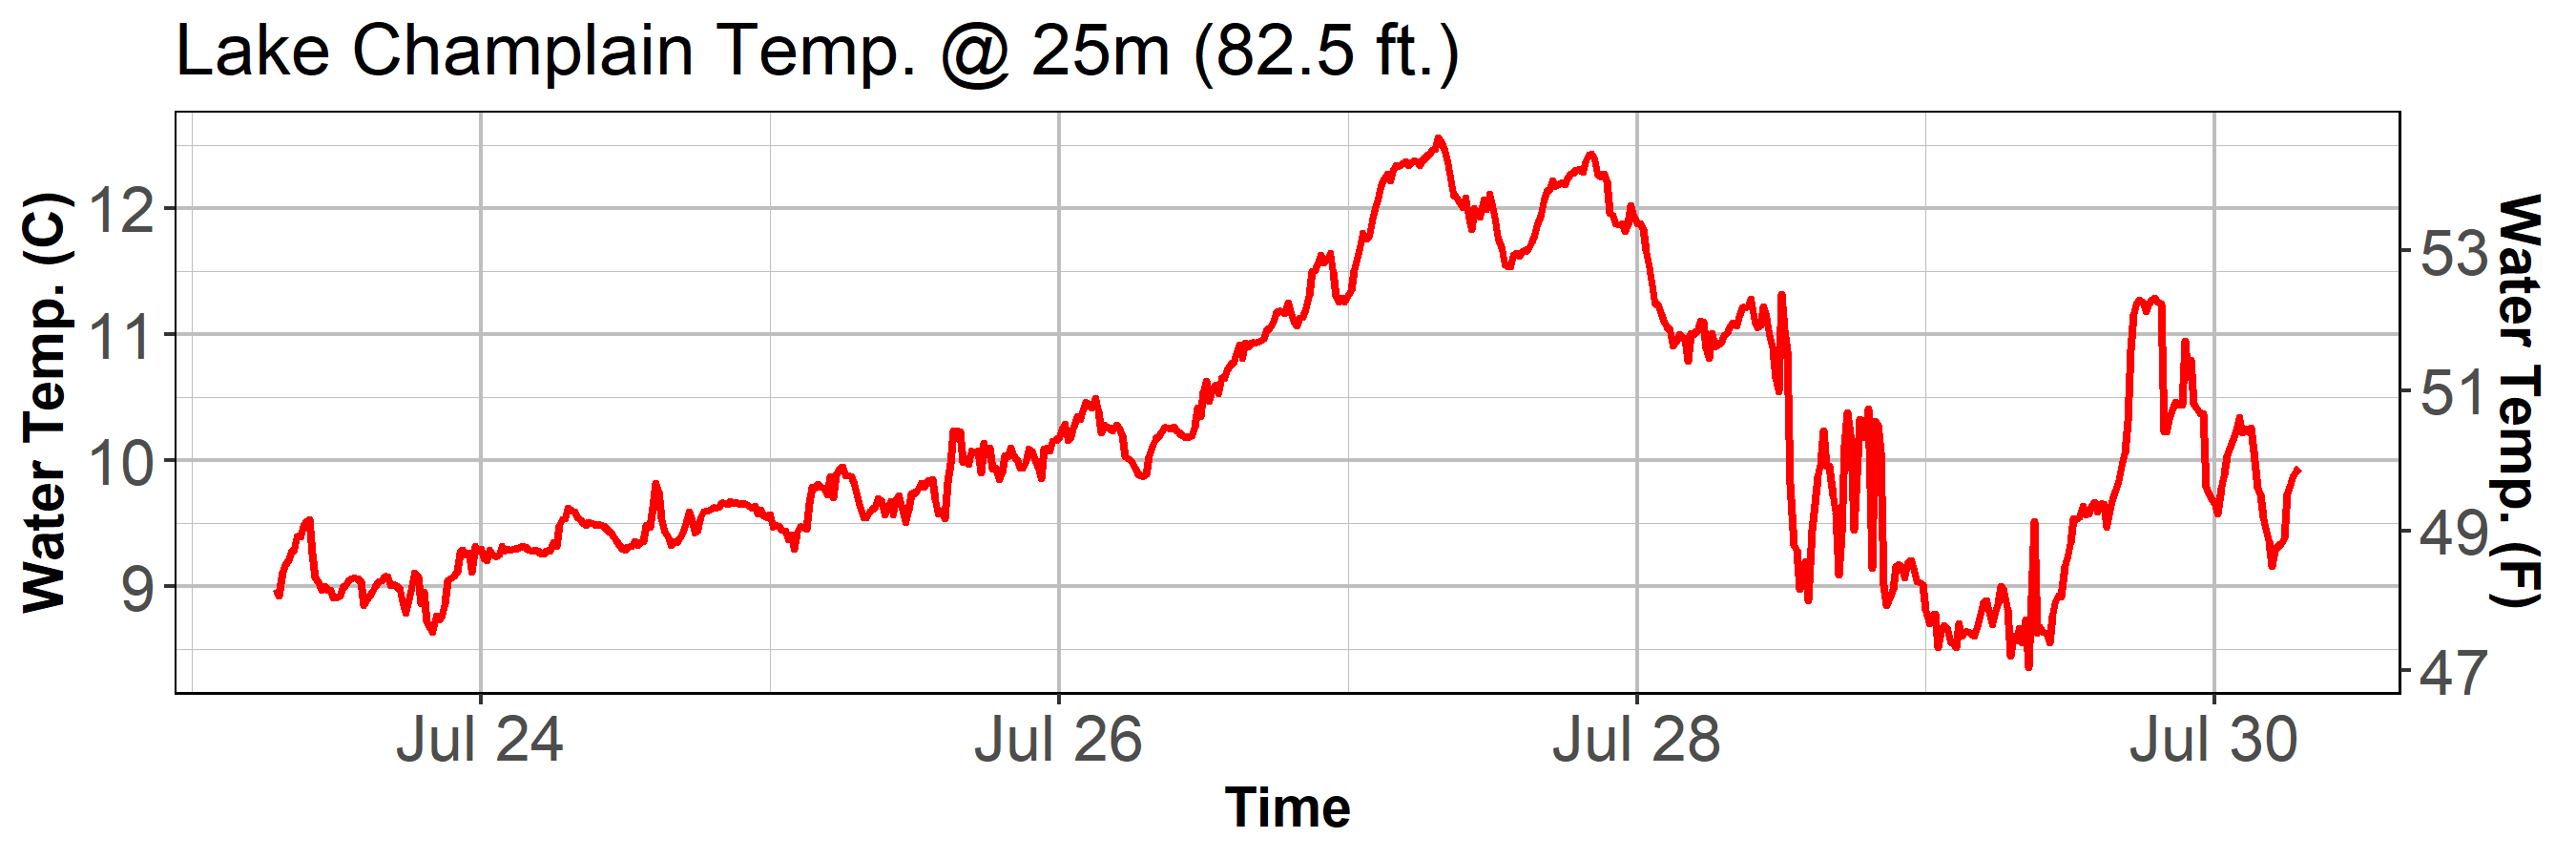 Lake Champlain Temp. @ 25m (82.5 ft.)
Water Temp. (C)
12
11
10
9
53
51
49
47
Water Temp. (F)
Jul 24 Jul 26 Jul 28 Jul 30
Time